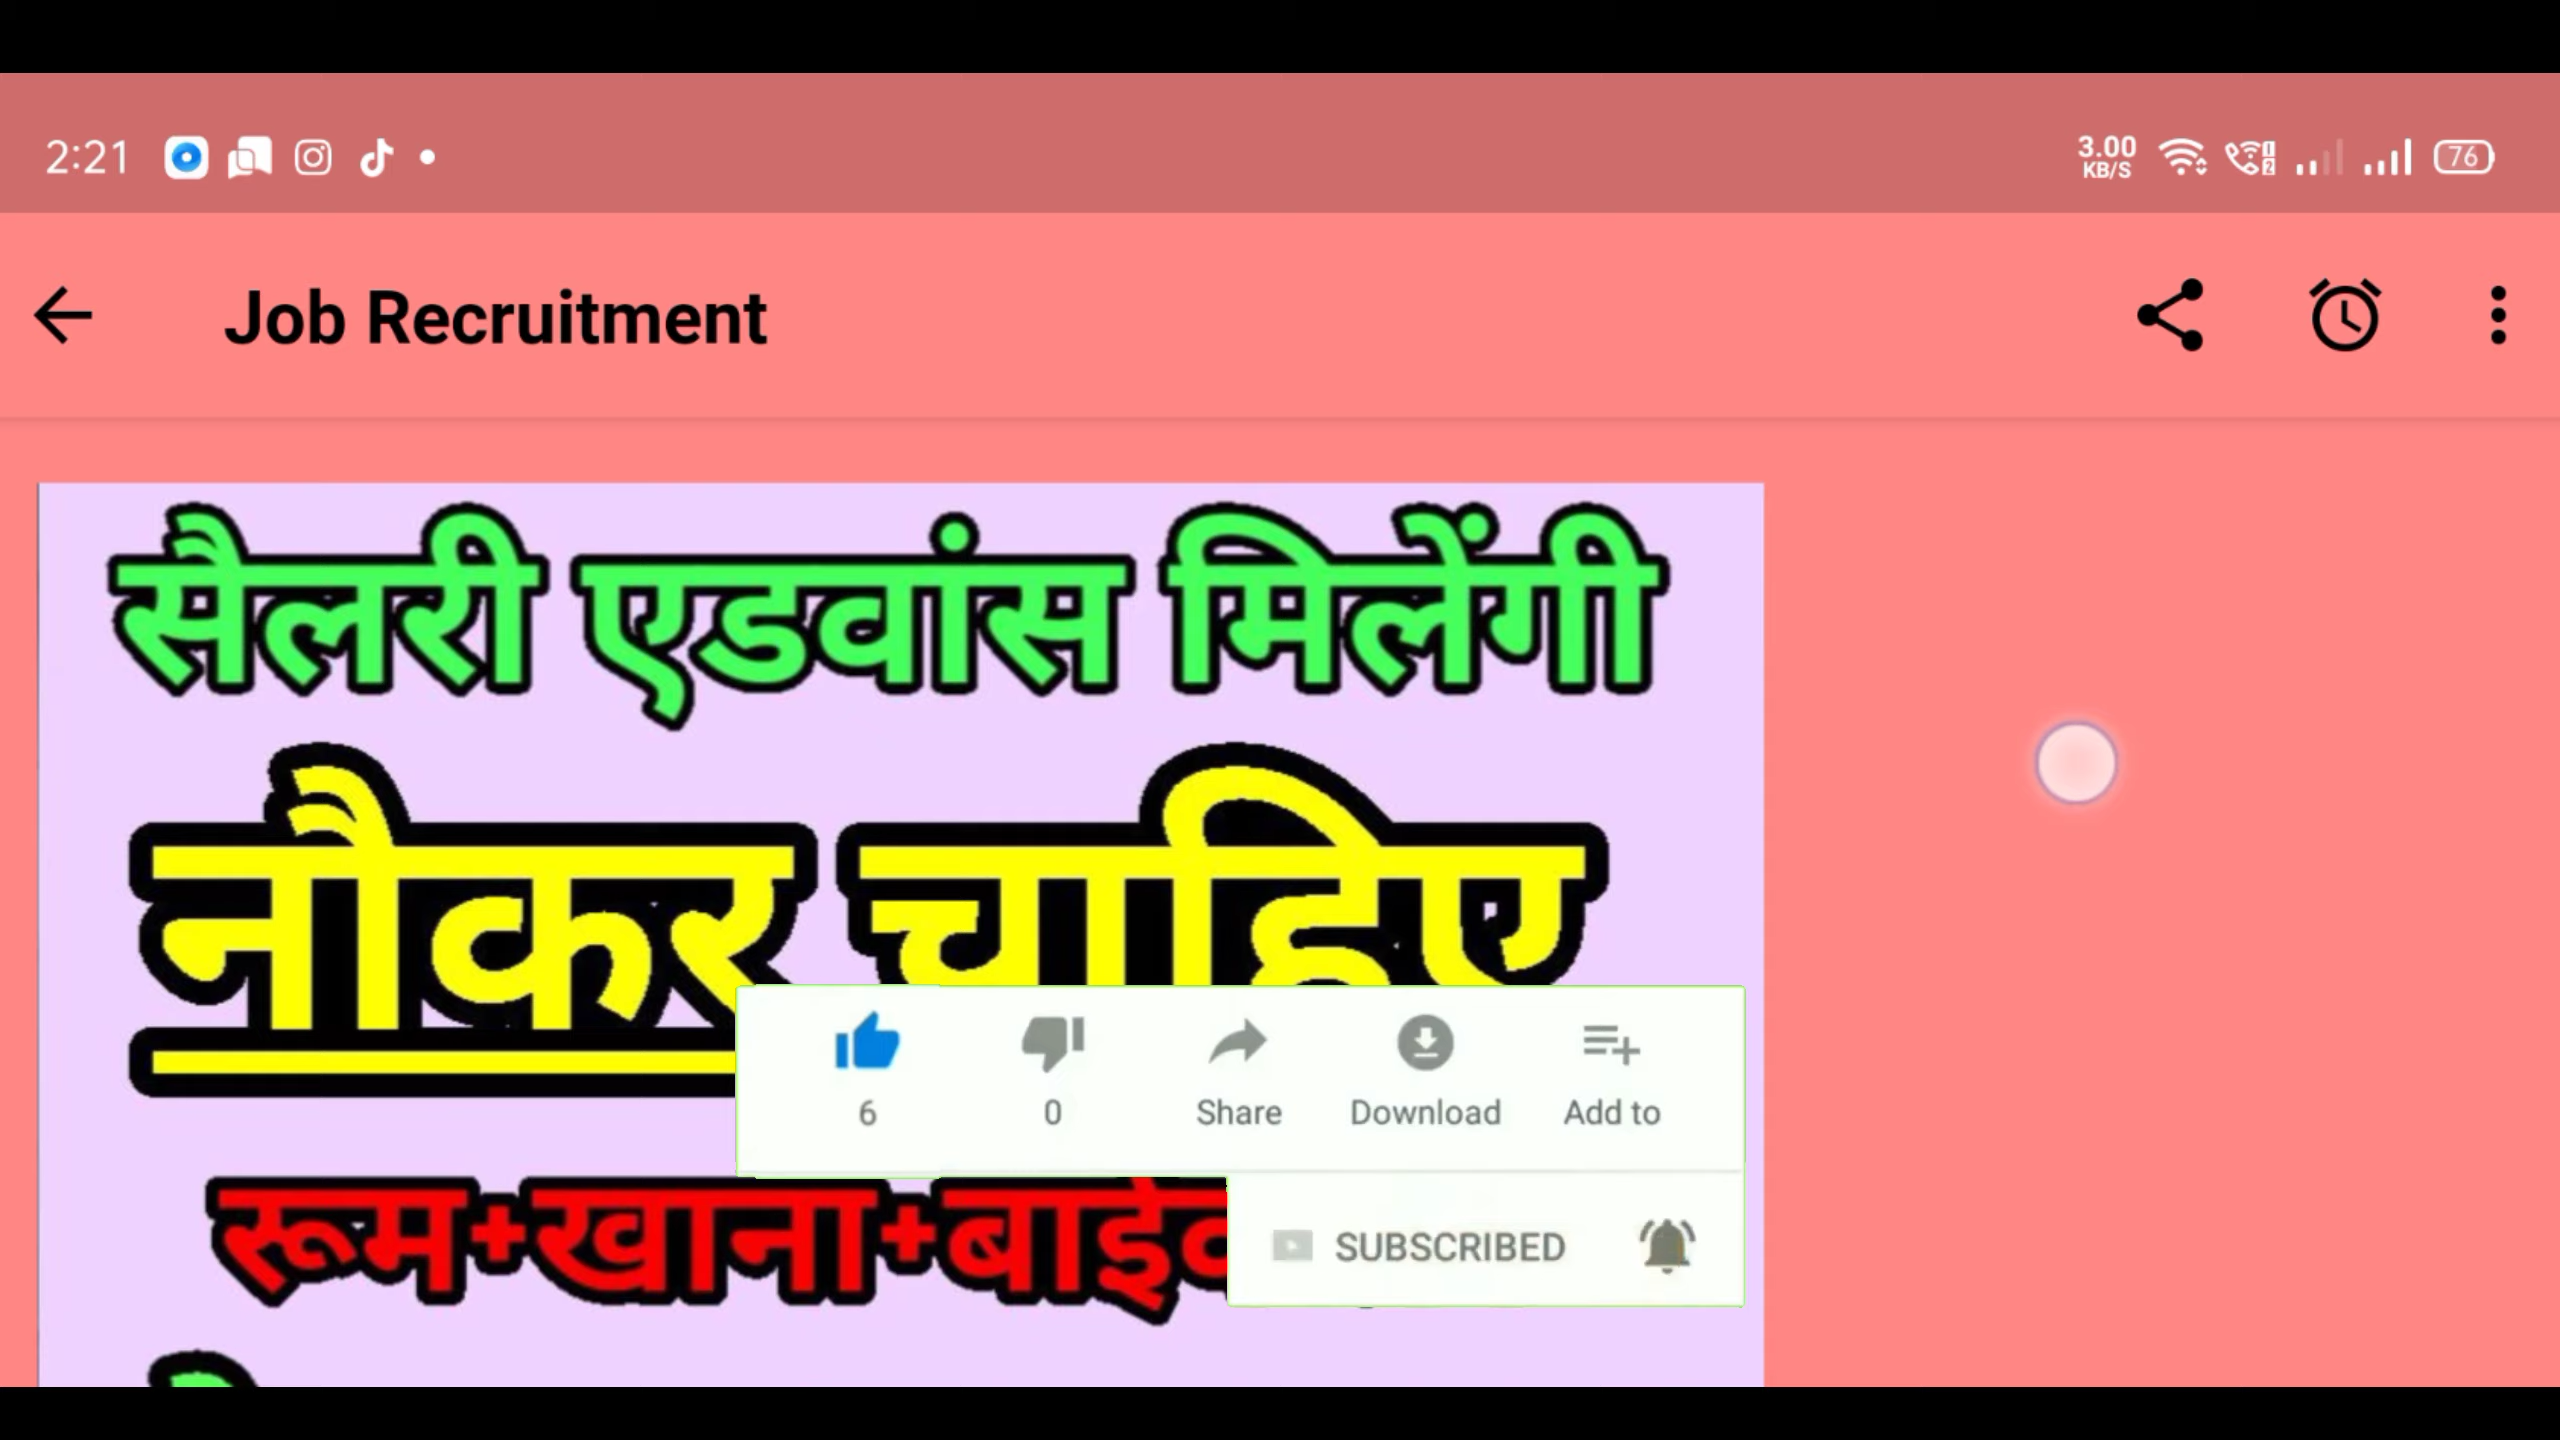 2:21
3.00
KB/S
76
Job Recruitment
सैलरी एडवांस मिलेंगी
नौकर चाहिए
6
0
Share
Download
Add to
रूम+खाना+
SUBSCRIBED